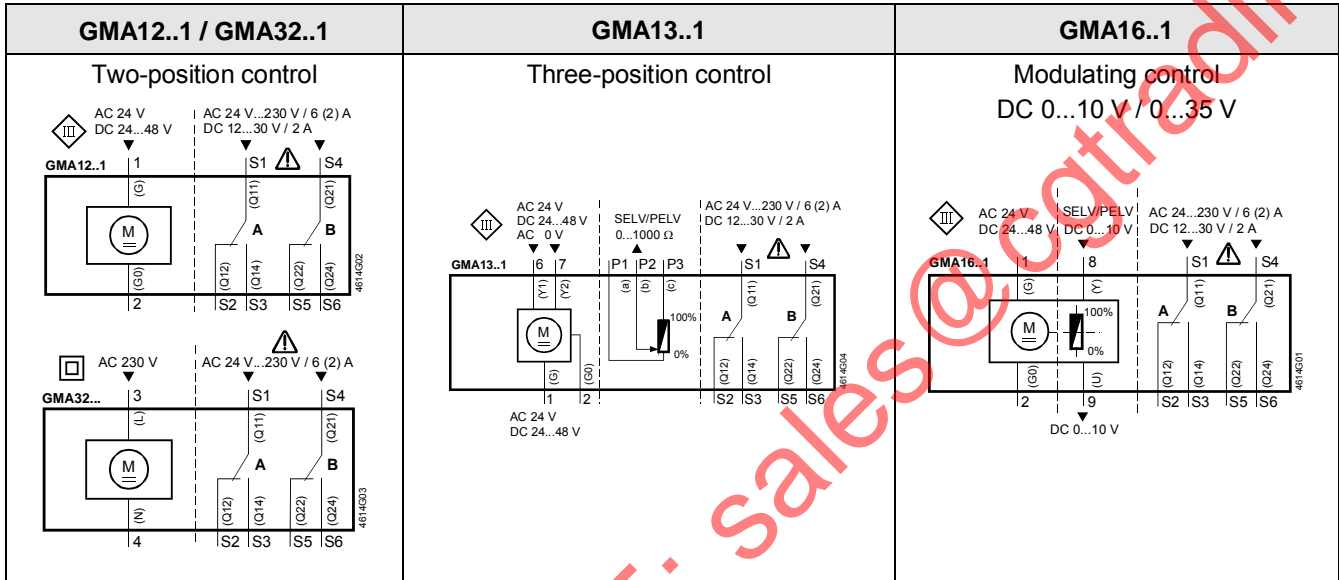 GMA12..1 / GMA32..1
Two-position control
III
AC 24 V
DC 24...48 V
AC 24 V...230 V / 6 (2) A
DC 12...30 V / 2 A
GMA12..1
1
S1
S4
(G)
(Q11)
(Q21)
M
A
B
(G0)
(Q12)
(Q14)
(Q22)
(Q24)
2
S2
S3
S5
S6
4614G02
AC 230 V
AC 24 V...230 V / 6 (2) A
GMA32...
3
S1
S4
(L)
(Q11)
(Q21)
M
A
B
(N)
(Q12)
(Q14)
(Q22)
(Q24)
4
S2
S3
S5
S6
4614G03
GMA13..1
Three-position control
III
AC 24 V
DC 24...48 V
AC 0 V
SELV/PELV
0...1000 Ω
AC 24 V...230 V / 6 (2) A
DC 12...30 V / 2 A
GMA13..1
6
7
P1
P2
P3
S1
S4
(Y1)
(Y2)
(a)
(b)
(c)
(Q11)
(Q21)
M
100%
0%
A
B
(G)
(G0)
(Q12)
(Q14)
(Q22)
(Q24)
1
2
S2
S3
S5
S6
AC 24 V
DC 24...48 V
4614G04
GMA16..1
Modulating control
DC 0...10 V / 0...35 V
III
AC 24 V
DC 24...48 V
SELV/PELV
DC 0...10 V
AC 24...230 V / 6 (2) A
DC 12...30 V / 2 A
GMA16..1
1
8
S1
S4
(G)
(Y)
(Q11)
(Q21)
M
100%
0%
A
B
(G0)
(U)
(Q12)
(Q14)
(Q22)
(Q24)
2
9
S2
S3
S5
S6
DC 0...10 V
4614G01
: sales@cgtradi